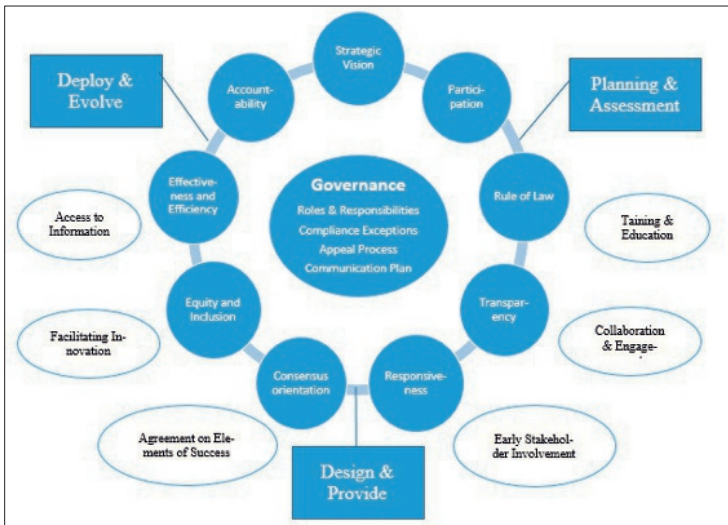 Strategic
Vision
Deploy &
Evolve
Account-
ability
Partici-
pation
Planning &
Assessment
Effective-
ness and
Efficiency
Governance
Roles & Responsibilities
Compliance Exceptions
Appeal Process
Communication Plan
Rule of Law
Access to
Information
Taining &
Education
Equity and
Inclusion
Transpar-
ency
Facilitating In-
novation
Collaboration
& Engage-
Consensus
orientation
Responsive-
ness
Agreement on Ele-
ments of Success
Design &
Provide
Early Stakehol-
der Involvement